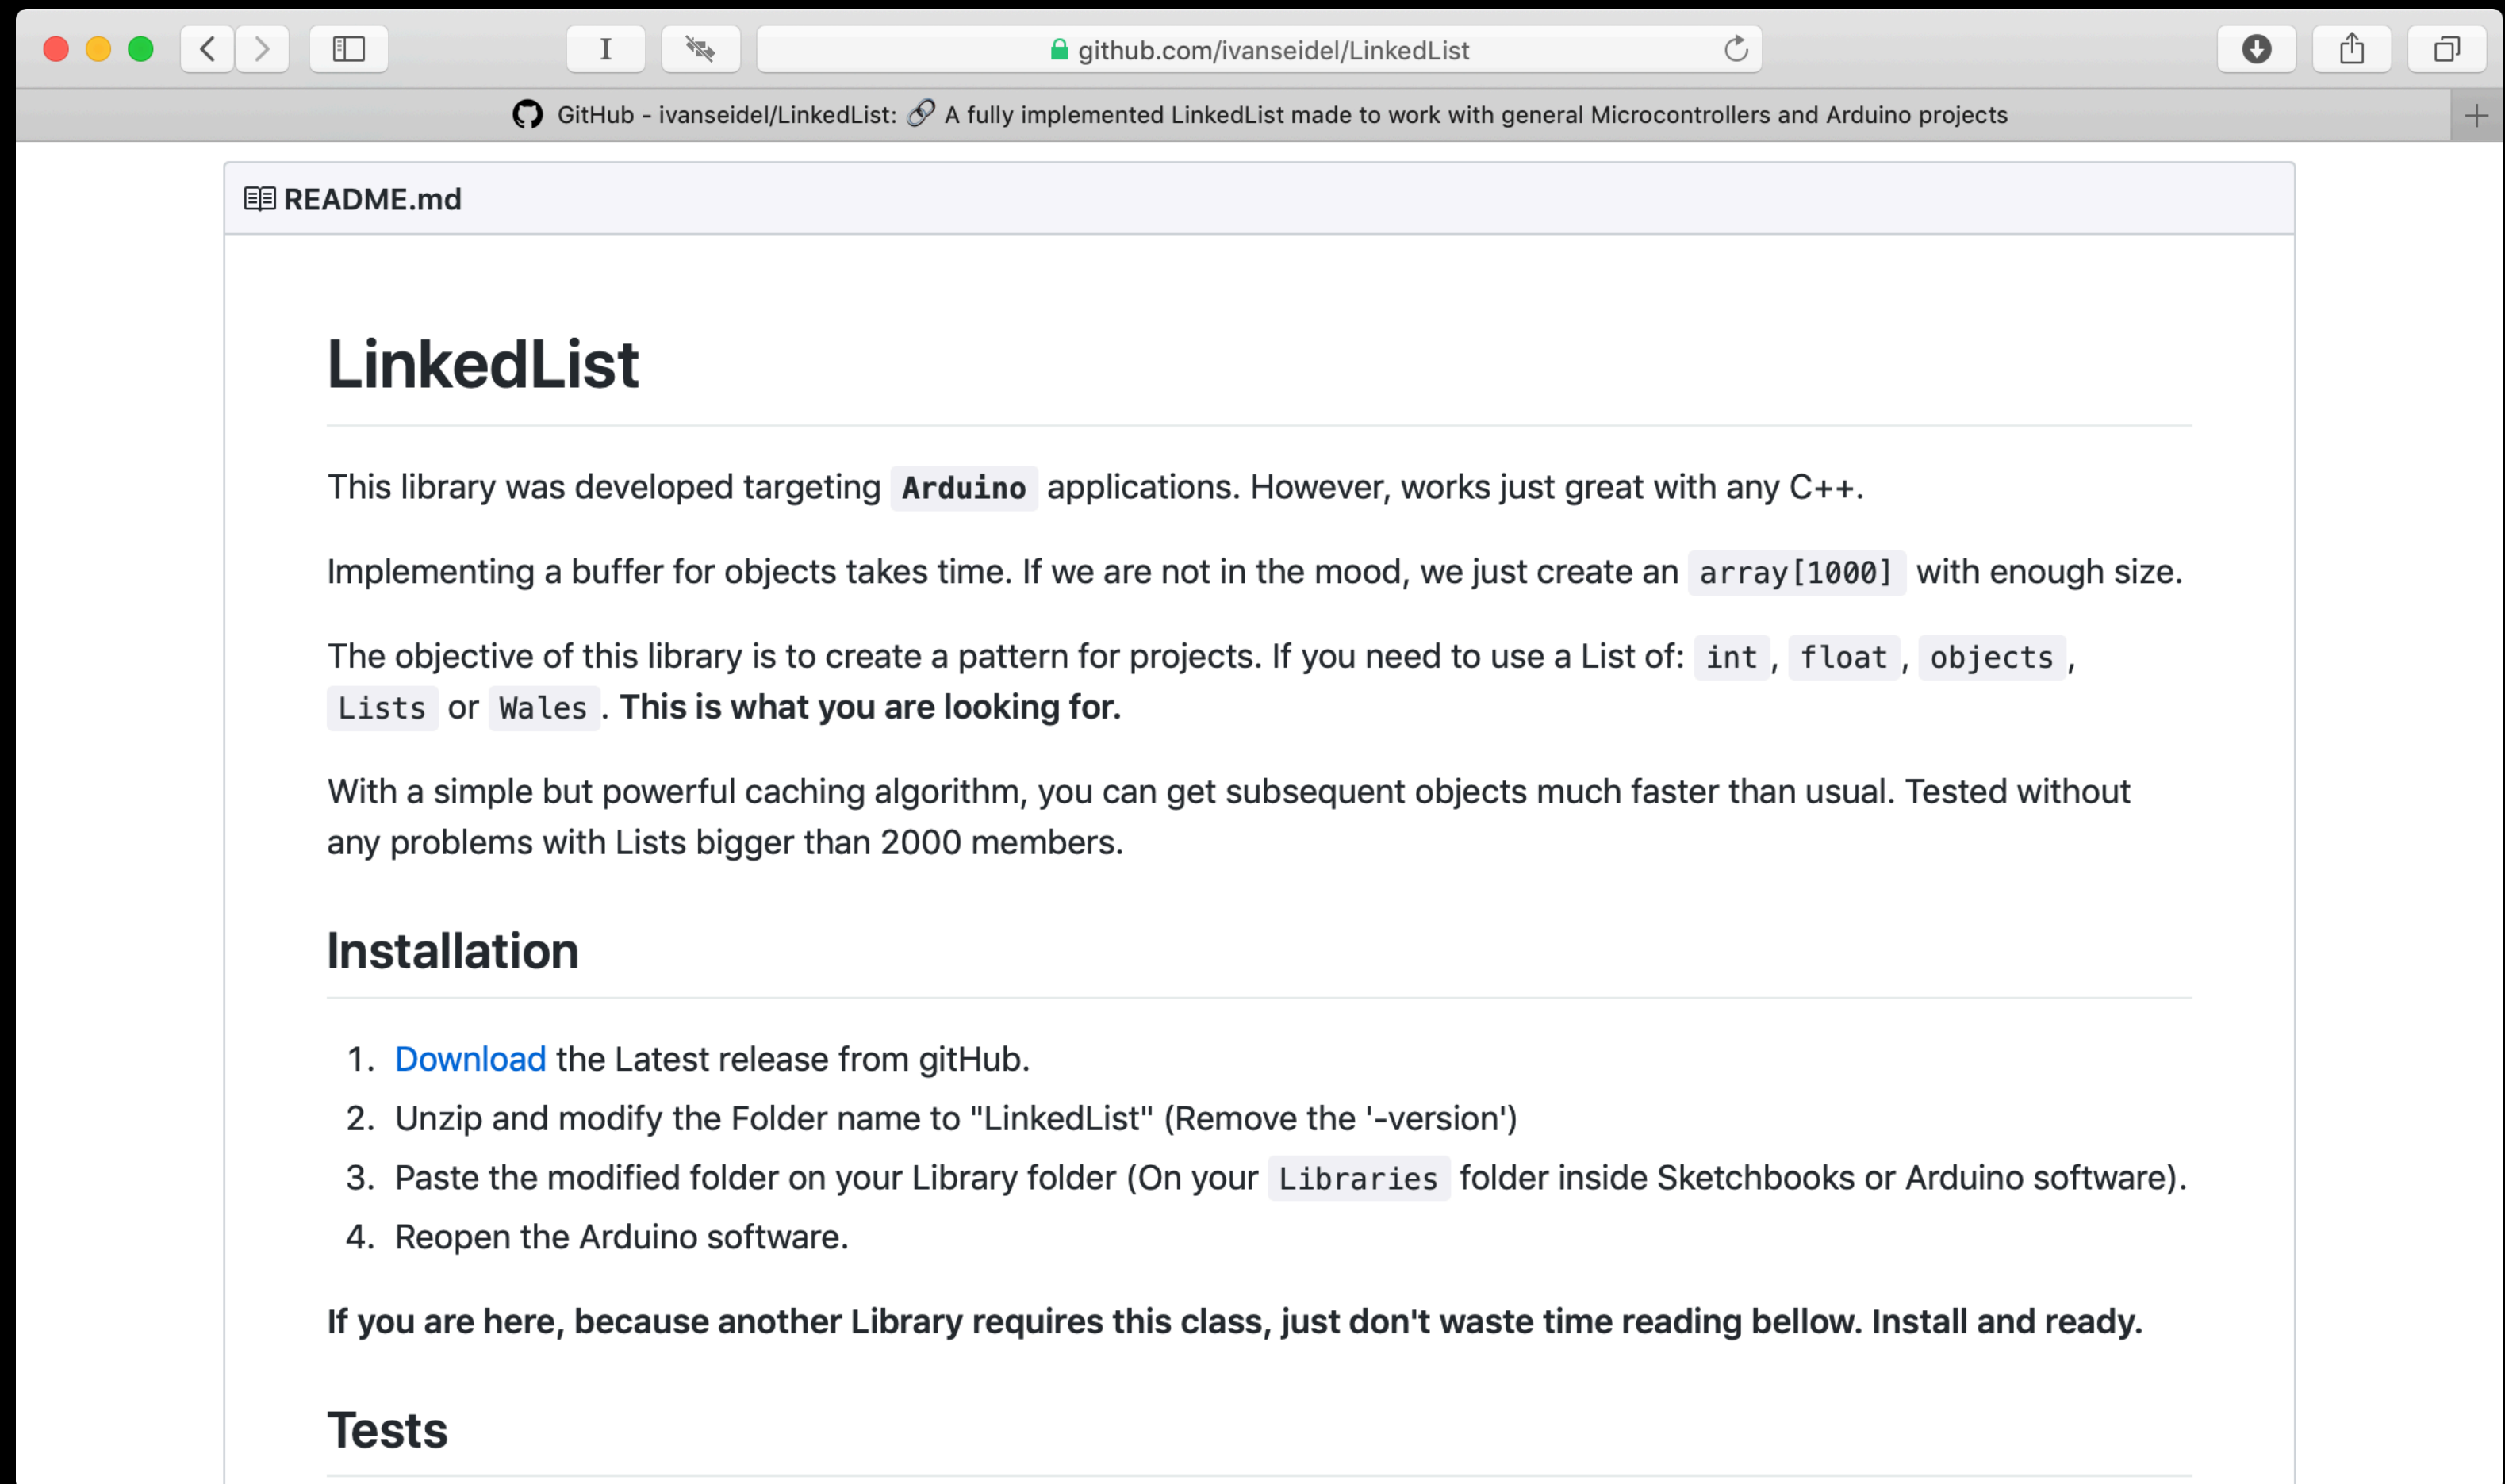 github.com/ivanseidel/LinkedList
GitHub - ivanseidel/LinkedList: 🔗 A fully implemented LinkedList made to work with general Microcontrollers and Arduino projects
README.md
LinkedList
This library was developed targeting Arduino applications. However, works just great with any C++.
Implementing a buffer for objects takes time. If we are not in the mood, we just create an array[1000] with enough size.
The objective of this library is to create a pattern for projects. If you need to use a List of: int, float, objects,
Lists or Wales. This is what you are looking for.
With a simple but powerful caching algorithm, you can get subsequent objects much faster than usual. Tested without
any problems with Lists bigger than 2000 members.
Installation
1. Download the Latest release from gitHub.
2. Unzip and modify the Folder name to "LinkedList" (Remove the '-version')
3. Paste the modified folder on your Library folder (On your Libraries folder inside Sketchbooks or Arduino software).
4. Reopen the Arduino software.
If you are here, because another Library requires this class, just don't waste time reading bellow. Install and ready.
Tests